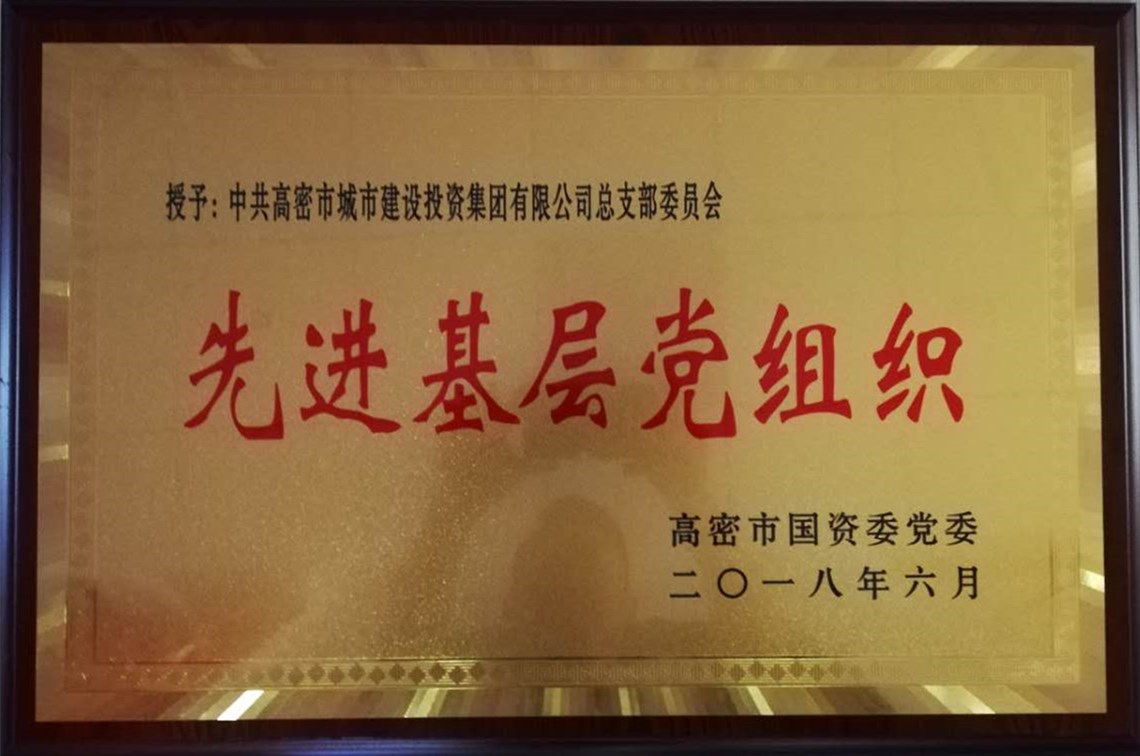 授予：中共高密市城市建设投资集团有限公司总支部委员会
先进基层党组织
高密市国资委党委
二〇一八年六月